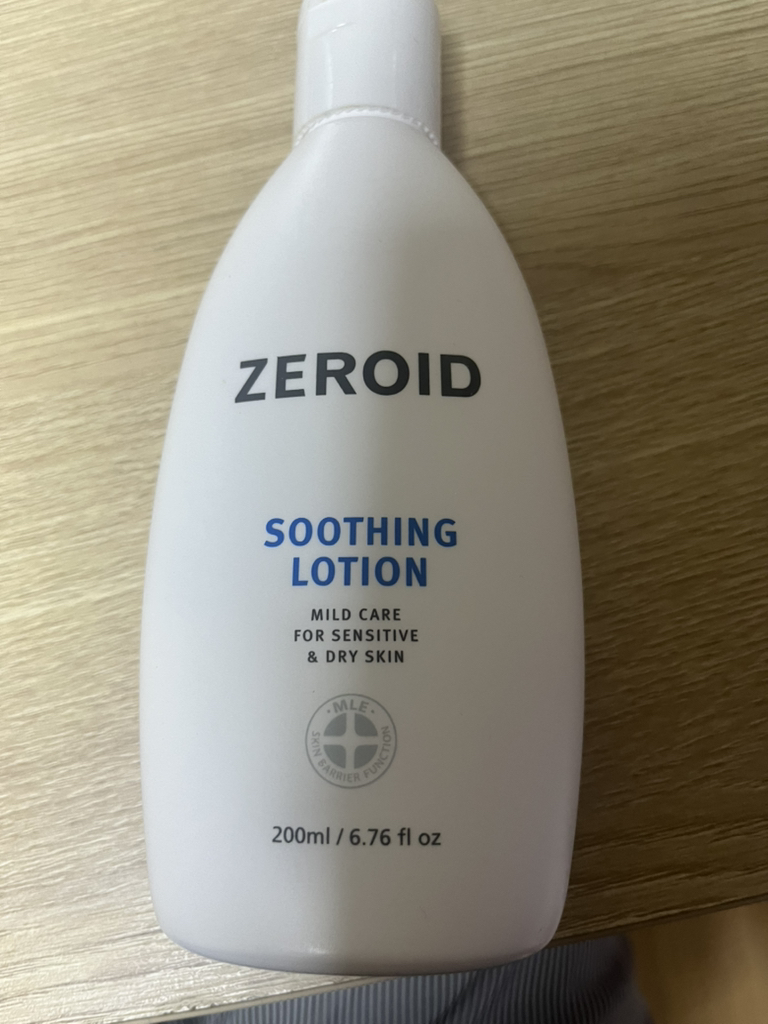 ZEROID
SOOTHING
LOTION
MILD CARE
FOR SENSITIVE
& DRY SKIN
·MLE·
SKIN BARRIER FUNCTION
200ml / 6.76 fl oz